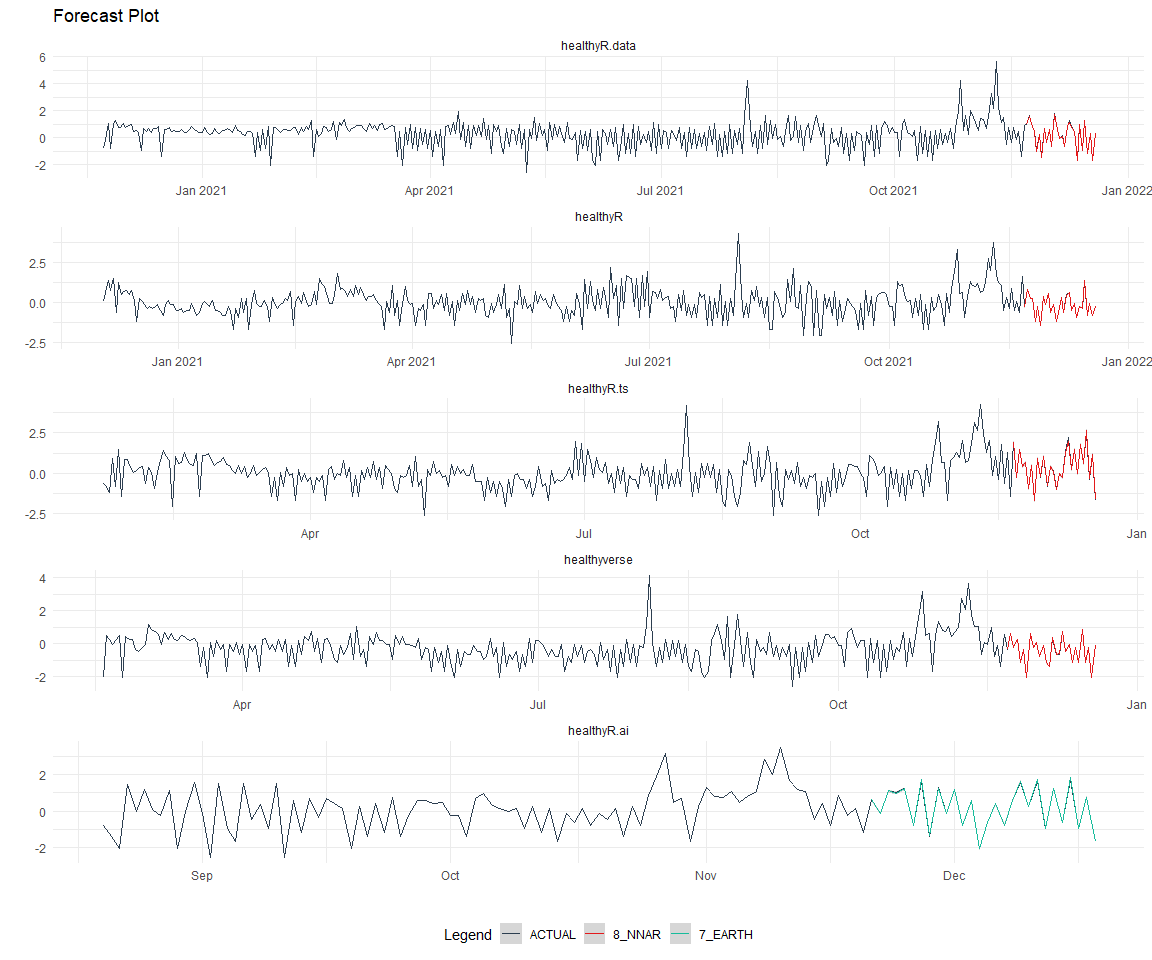 Forecast Plot
healthyR.data
6
4
2
0
-2
Jan 2021 Apr 2021 Jul 2021 Oct 2021 Jan 2022
healthyR
2.5
0.0
-2.5
Jan 2021 Apr 2021 Jul 2021 Oct 2021 Jan 2022
healthyR.ts
2.5
0.0
-2.5
Apr Jul Oct Jan
healthyverse
4
2
0
-2
Apr Jul Oct Jan
healthyR.ai
2
0
-2
Sep Oct Nov Dec
Legend ACTUAL 8_NNAR 7_EARTH